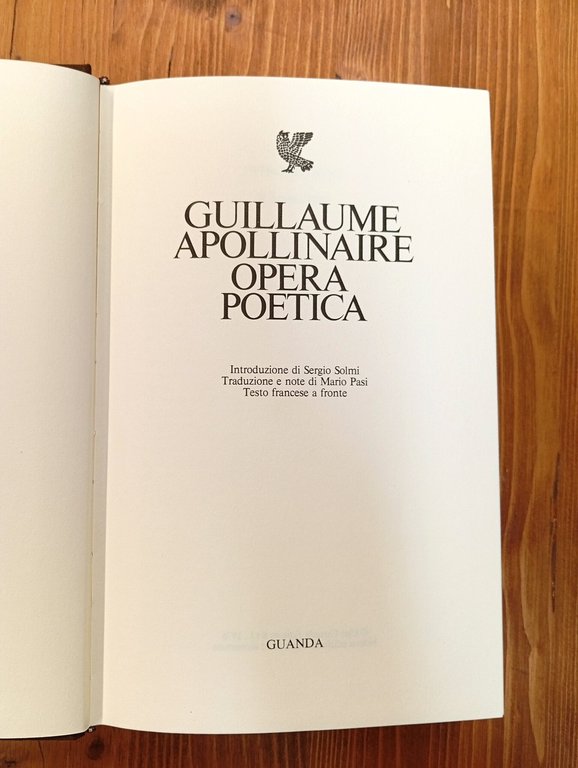 GUILLAUME
APOLLINAIRE
OPERA
POETICA
Introduzione di Sergio Solmi
Traduzione e note di Mario Pasi
Testo francese a fronte
GUANDA